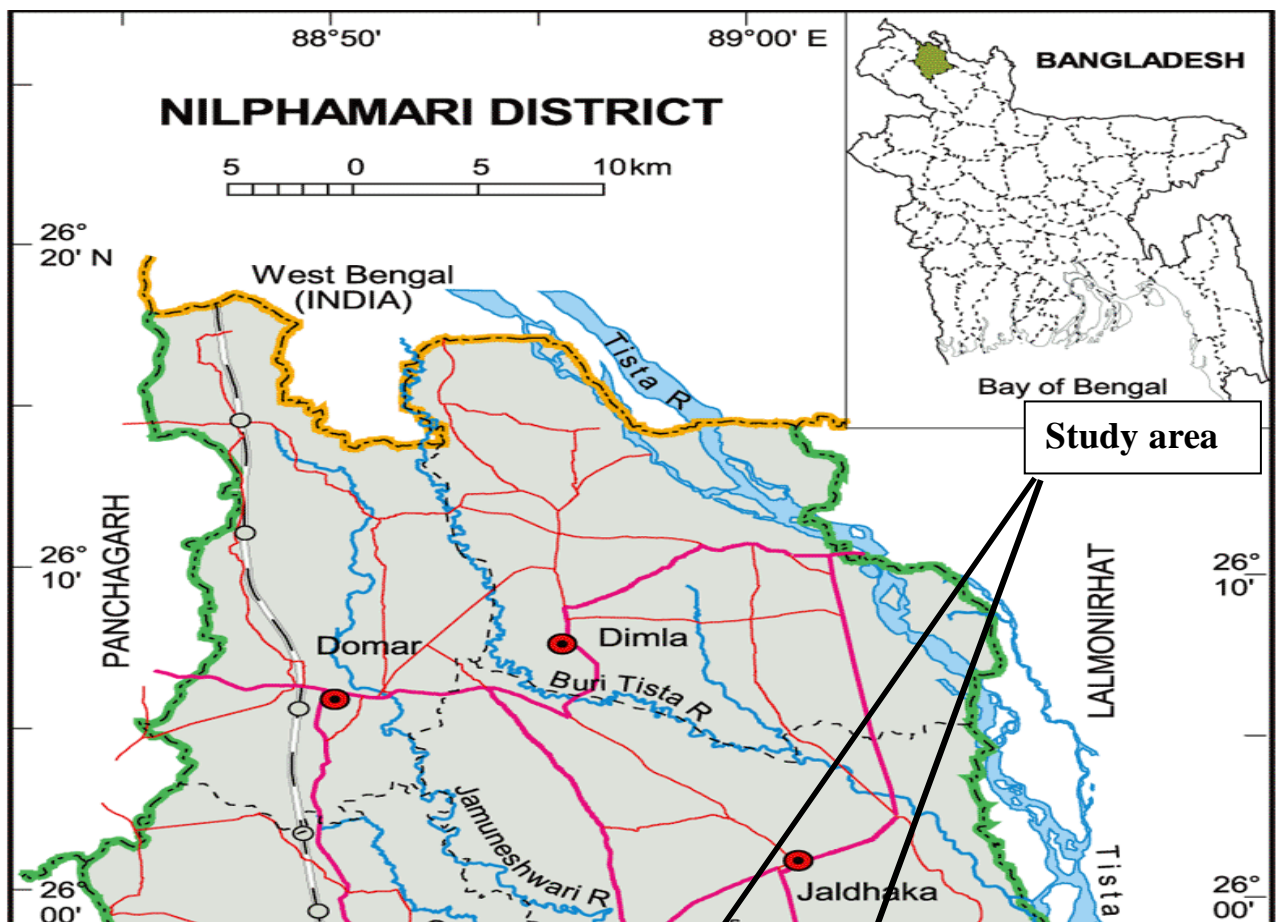 88°50'
89°00' E
BANGLADESH
NILPHAMARI DISTRICT
5 0 5 10 km
26°
20' N
West Bengal
(INDIA)
Tista R
Bay of Bengal
Study area
PANCHAGARH
LALMONIRHAT
26°
10'
26°
10'
Domar
Dimla
Buri Tista R
Jamuneshwari R
Jaldhaka
Tista
26°
00'
26°
00'